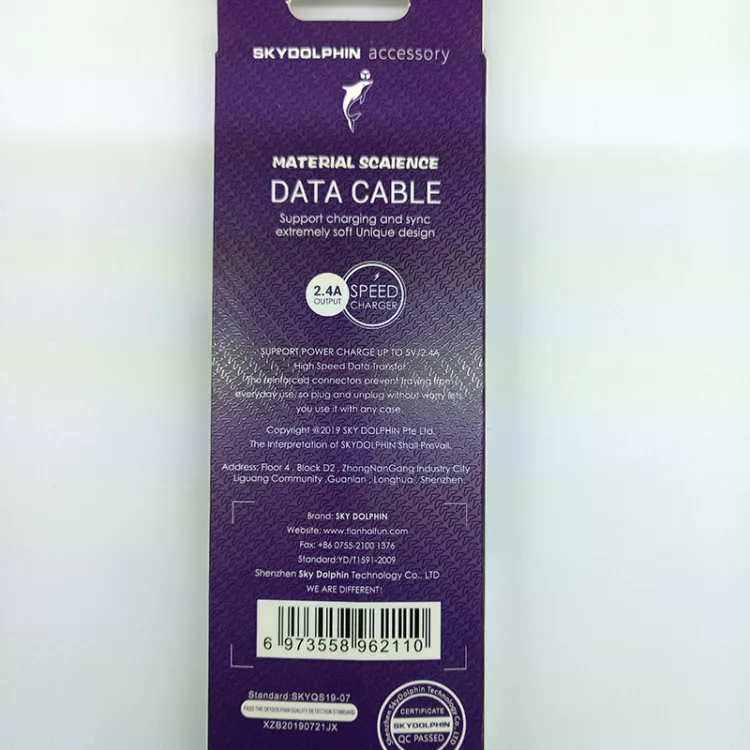 SKYDOLPHIN accessory
MATERIAL SCAIENCE
DATA CABLE
Support charging and sync
extremely soft Unique design
2.4A
OUTPUT
SPEED
CHARGER
SUPPORT POWER CHARGE UP TO 5V/2.4A
High Speed Data Transfer
The reinforced connectors prevent fraying from
everyday use, so plug and unplug without worry lets
you use it with any case.
Copyright @2019 SKY DOLPHIN Pte Ltd.
The Interpretation of SKYDOLPHIN Shall Prevail.
Address: Floor 4 , Block D2 , ZhongNanGang Industry City
Liguang Community ,Guanlan , Longhua , Shenzhen.
Brand: SKY DOLPHIN
Website: www.tianhaitun.com
Fax: +86 0755-2100 1376
Standard:YD/T1591-2009
Shenzhen Sky Dolphin Technology Co., LTD
WE ARE DIFFERENT!
6 973558 962110
Standard:SKYQS19-07
PASS THE SKYDOLPHIN QUALITY DETECTION STANDARD
XZB20190721JX
Shenzhen SkyDolphin Technology Co., LTD
CERTIFICATE
SKYDOLPHIN
QC PASSED